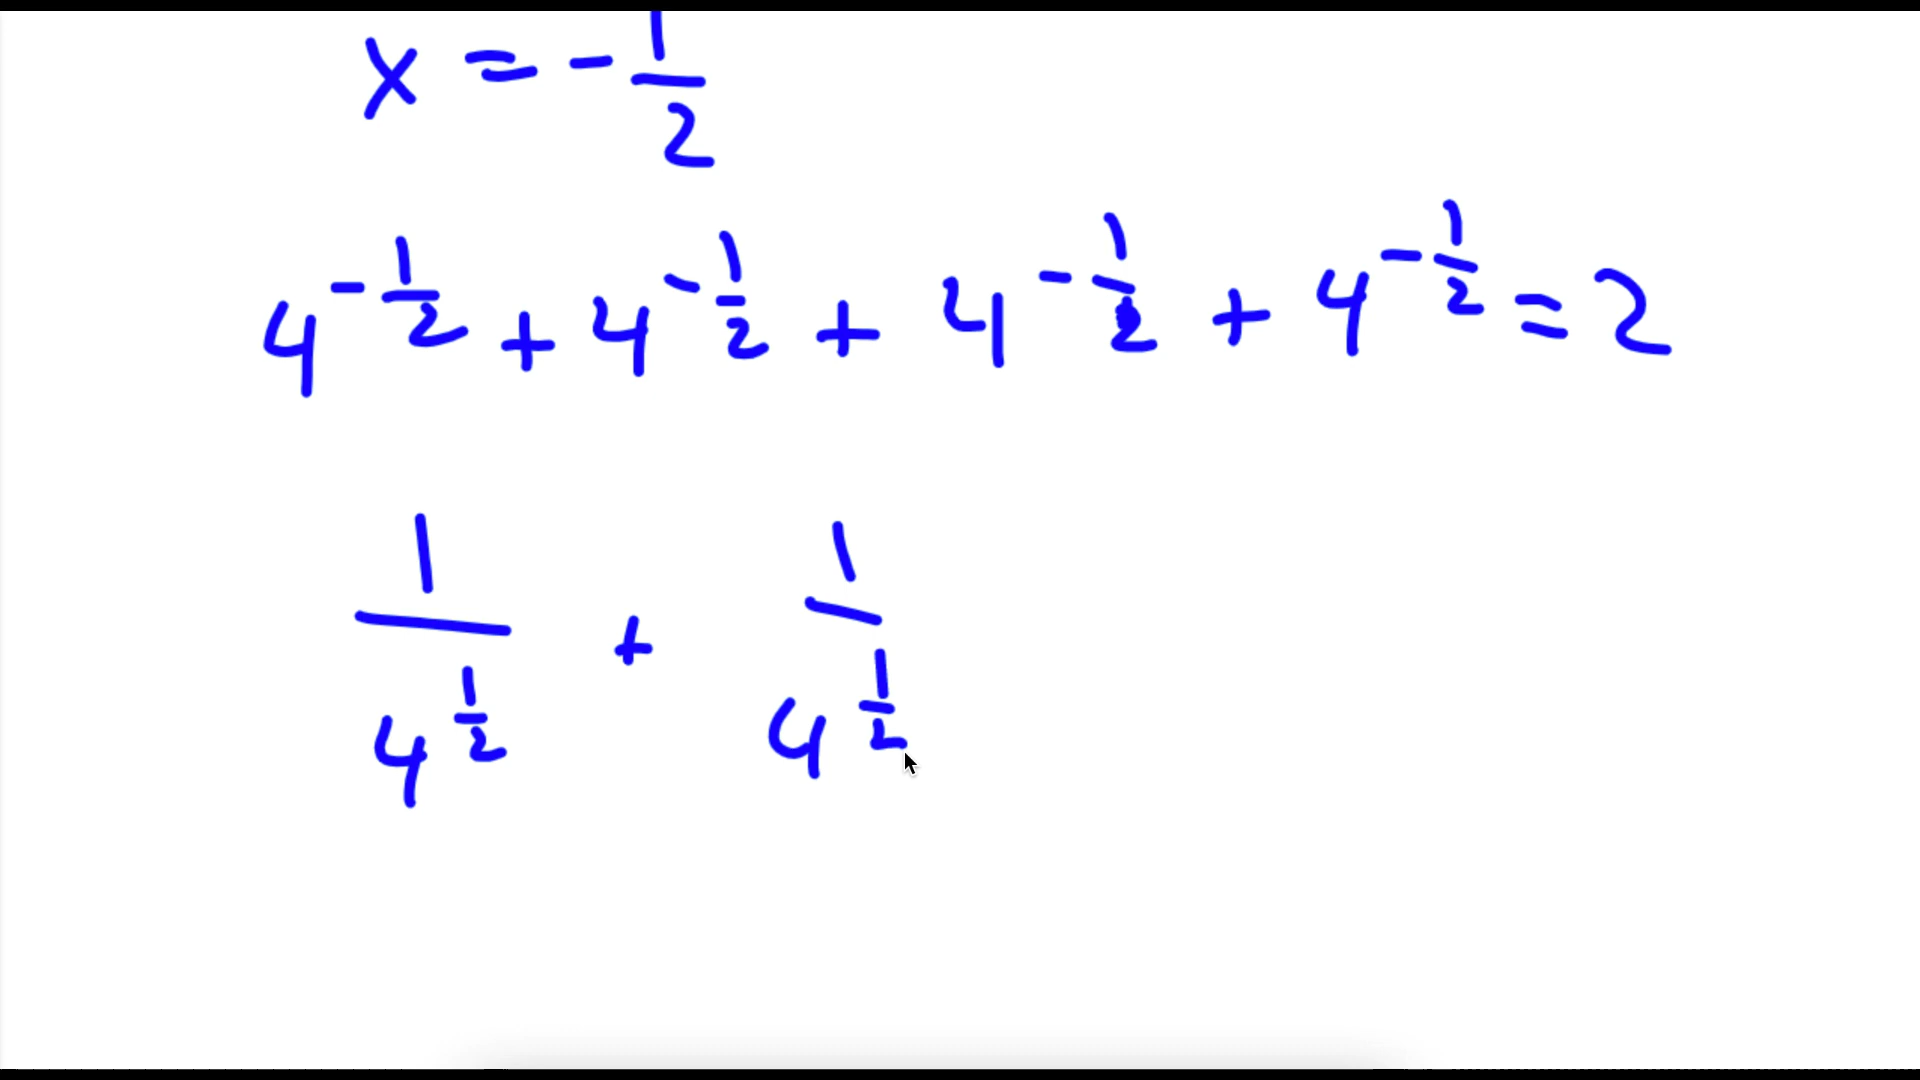 x = -1/2
4^(-1/2) + 4^(-1/2) + 4^(-1/2) + 4^(-1/2) = 2
1/4^(1/2) + 1/4^(1/2)